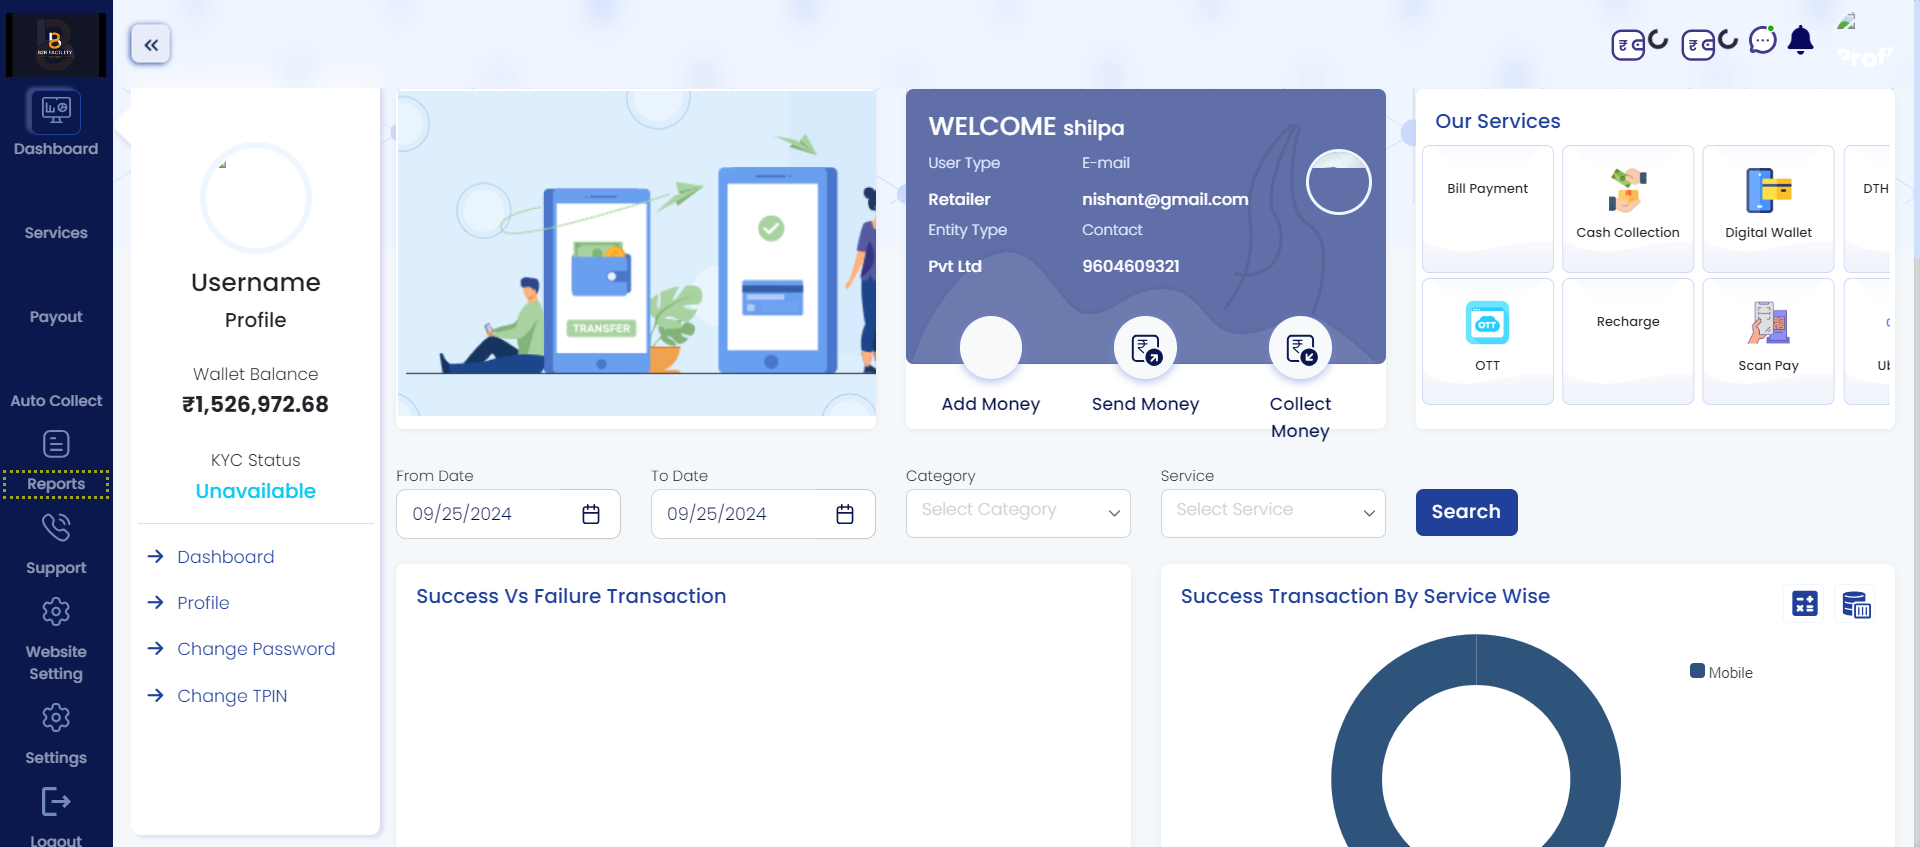 B2B FACILITY
Dashboard
Services
Payout
Auto Collect
Reports
Support
Website
Setting
Settings
Logout
Username
Profile
Wallet Balance
₹1,526,972.68
KYC Status
Unavailable
Dashboard
Profile
Change Password
Change TPIN
TRANSFER
WELCOME shilpa
User Type
E-mail
Retailer
nishant@gmail.com
Entity Type
Contact
Pvt Ltd
9604609321
Add Money
Send Money
Collect
Money
Our Services
Bill Payment
Cash Collection
Digital Wallet
DTH
OTT
OTT
Recharge
Scan Pay
From Date
09/25/2024
To Date
09/25/2024
Category
Select Category
Service
Select Service
Search
Success Vs Failure Transaction
Success Transaction By Service Wise
Mobile